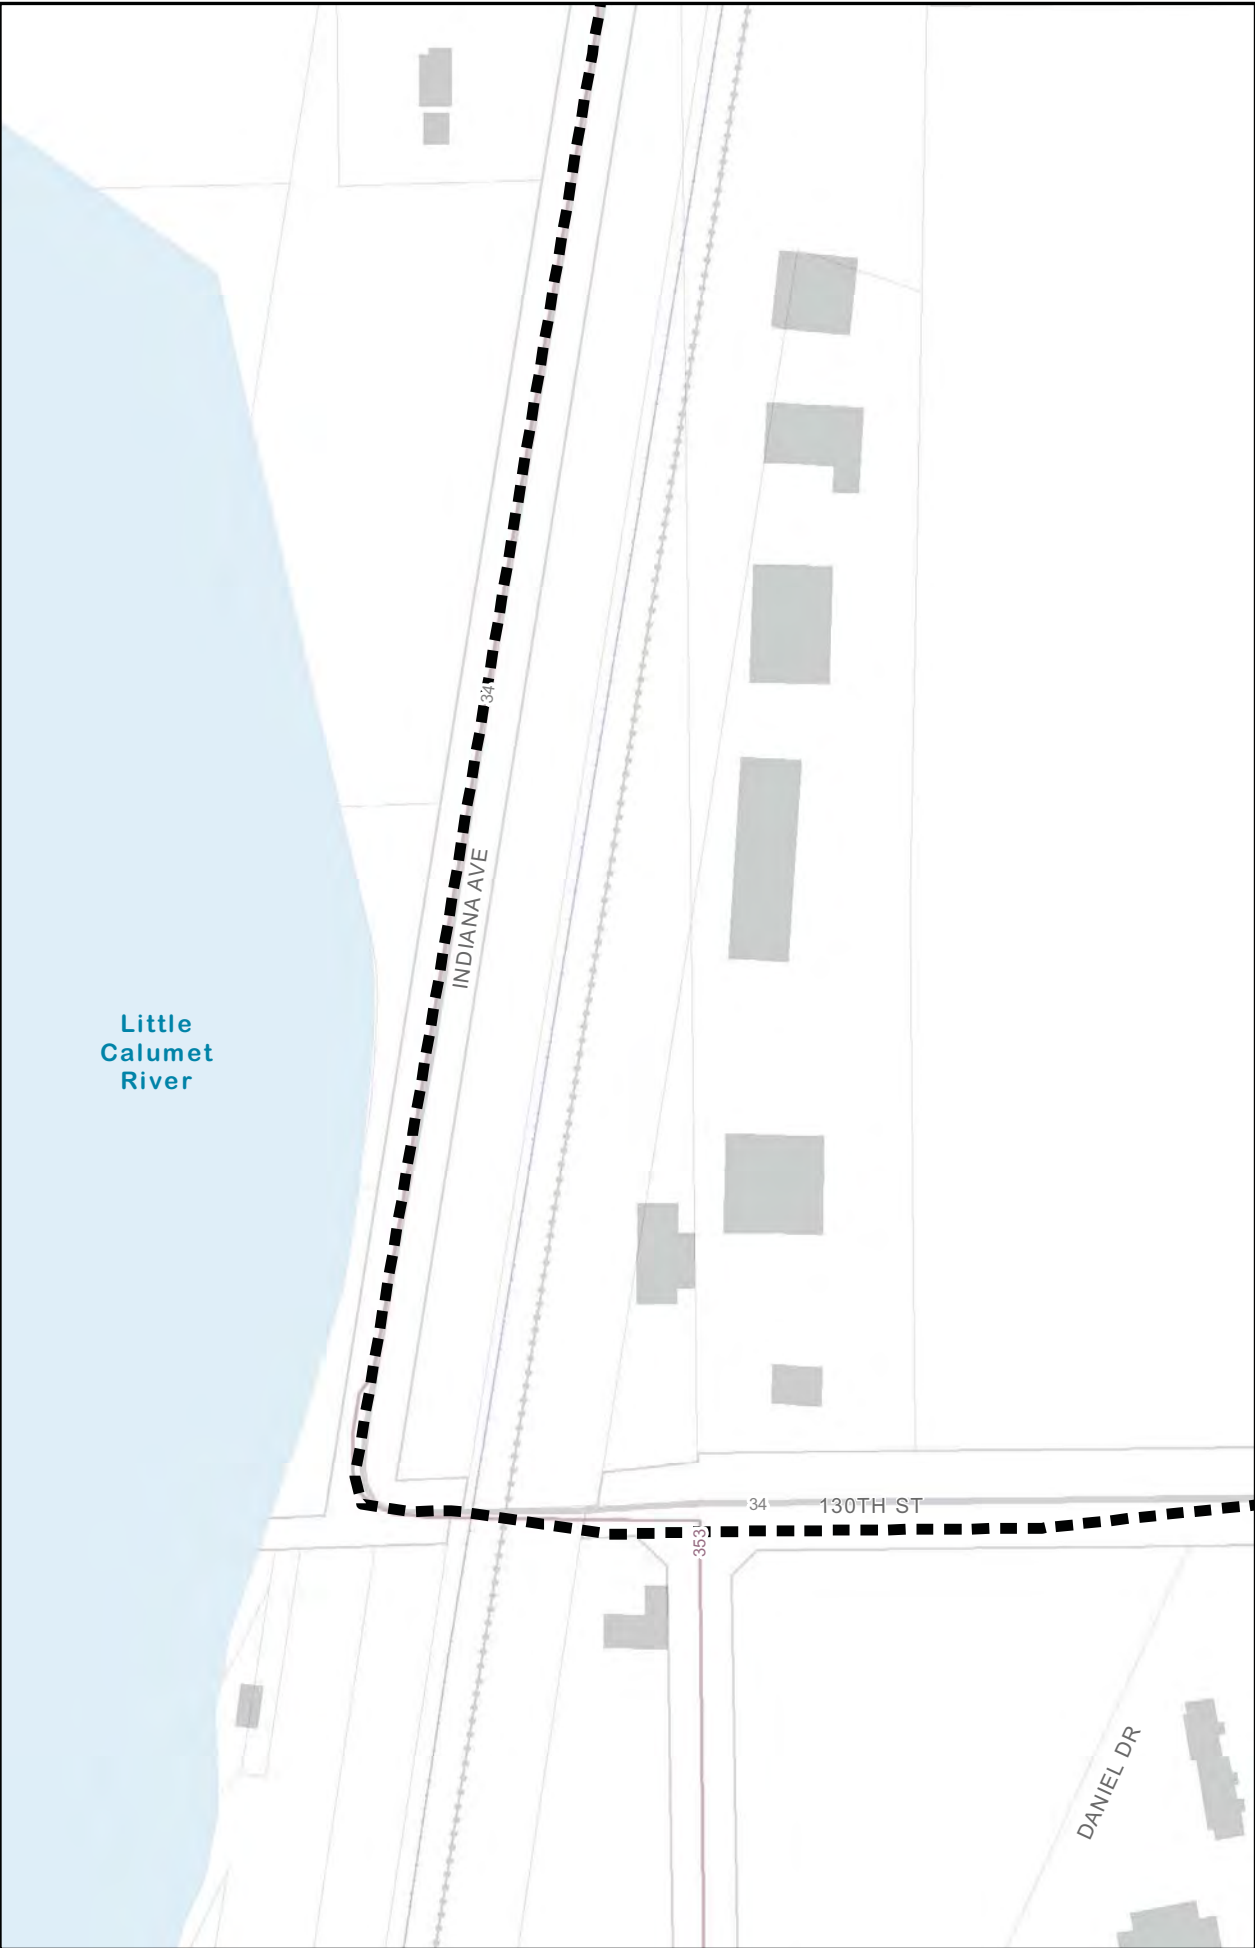 34
INDIANA AVE
Little
Calumet
River
34
130TH ST
353
DANIEL DR